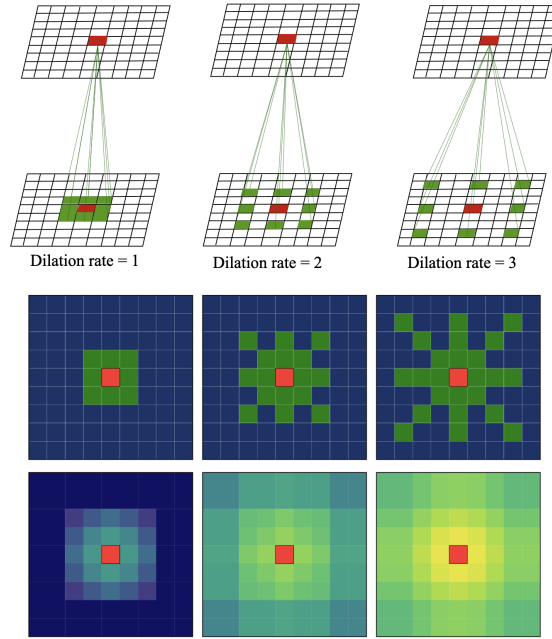 Dilation rate = 1
Dilation rate = 2
Dilation rate = 3